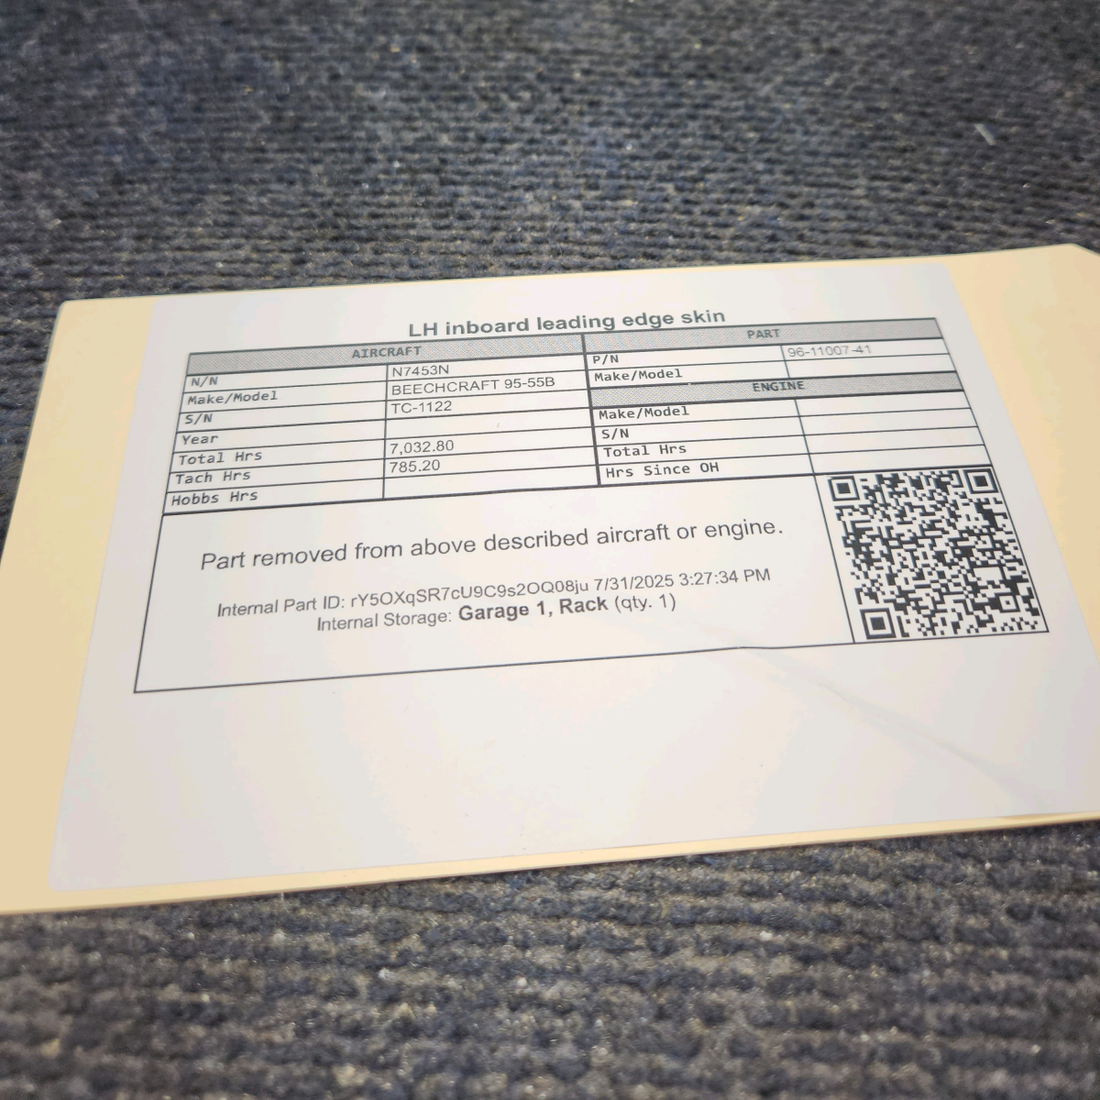 LH inboard leading edge skin
AIRCRAFT
N/N N7453N
Make/Model BEECHCRAFT 95-55B
S/N TC-1122
Year
Total Hrs 7,032.80
Tach Hrs 785.20
Hobbs Hrs
PART
P/N 96-11007-41
Make/Model
ENGINE
Make/Model
S/N
Total Hrs
Hrs Since OH
Part removed from above described aircraft or engine.
Internal Part ID: rY5OXqSR7cU9C9s2OQ08ju 7/31/2025 3:27:34 PM
Internal Storage: Garage 1, Rack (qty. 1)